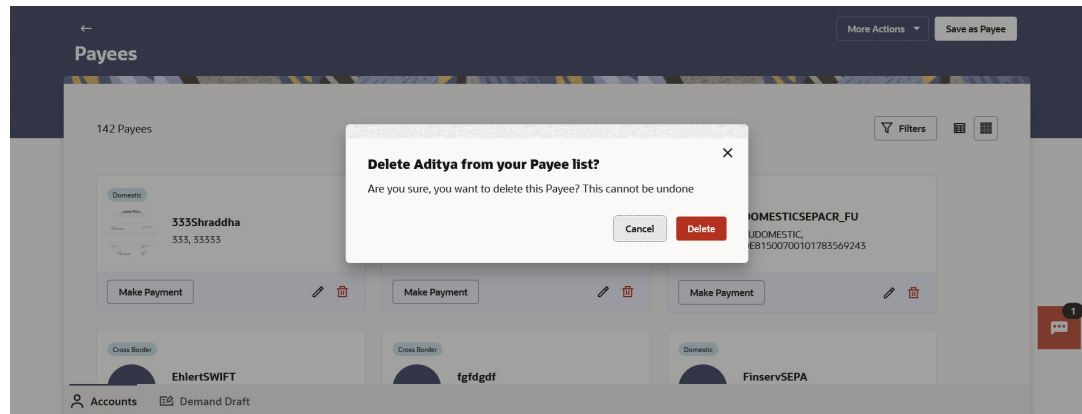 More Actions
Save as Payee
Payees
142 Payees
Filters
Delete Aditya from your Payee list?
Are you sure, you want to delete this Payee? This cannot be undone
Cancel
Delete
Domestic
333Shraddha
333, 33333
OMESTICSEPACR_FU
UDOMESTIC,
E81500700101783569243
Make Payment
Make Payment
Make Payment
1
Cross Border
EhlertSWIFT
Cross Border
fgfdgdf
Domestic
FinservSEPA
Accounts
Demand Draft